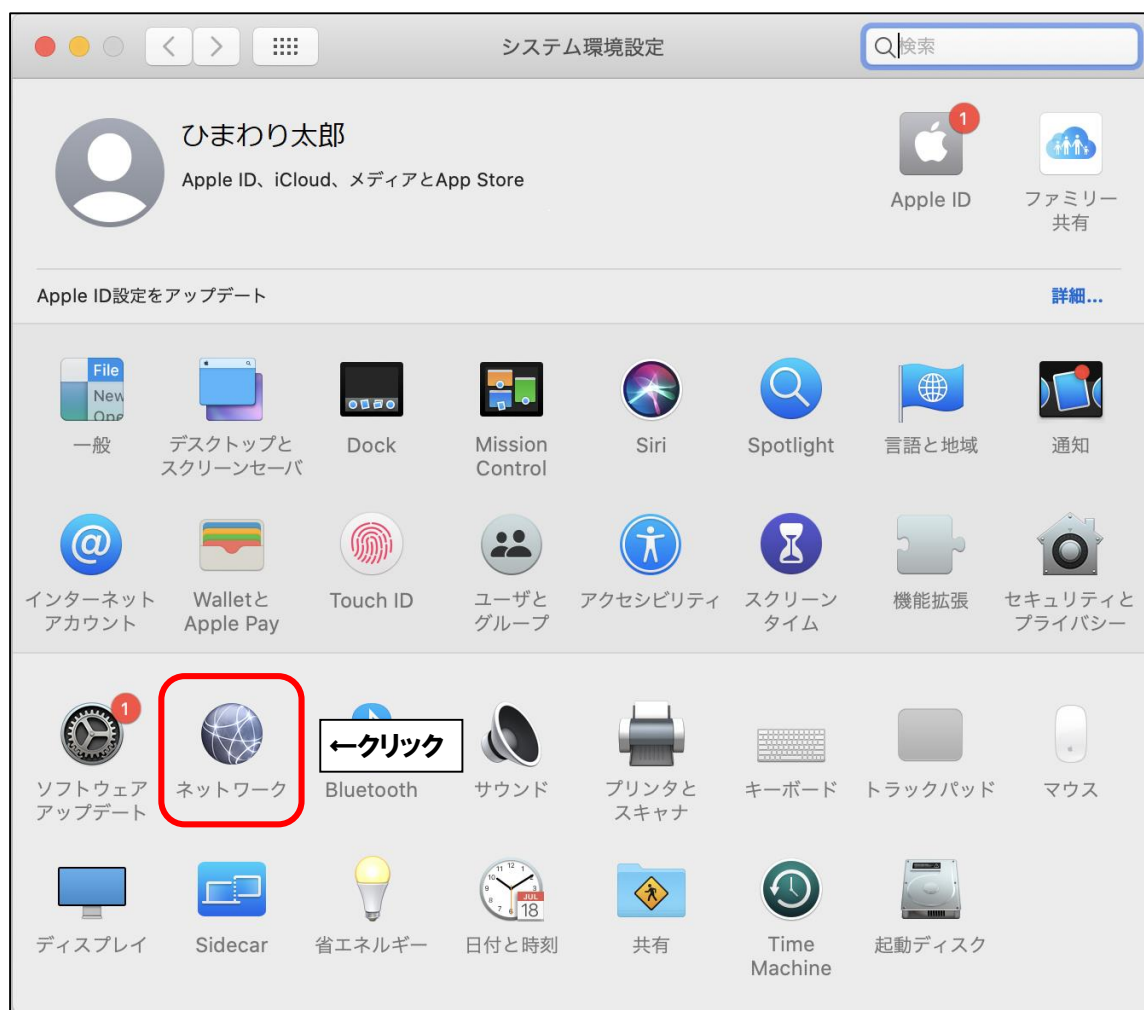 システム環境設定
検索
ひまわり太郎
Apple ID、iCloud、メディアとApp Store
1
Apple ID
ファミリー
共有
Apple ID設定をアップデート
詳細...
File
New
Ope
一般
デスクトップと
スクリーンセーバ
Dock
Mission
Control
Siri
Spotlight
言語と地域
通知
インターネット
アカウント
Walletと
Apple Pay
Touch ID
ユーザと
グループ
アクセシビリティ
スクリーン
タイム
機能拡張
セキュリティと
プライバシー
1
ソフトウェア
アップデート
ネットワーク
←クリック
Bluetooth
サウンド
プリンタと
スキャナ
キーボード
トラックパッド
マウス
ディスプレイ
Sidecar
省エネルギー
11 12 1
10 2
9 3
8
7 6
JUL
18
日付と時刻
共有
Time
Machine
起動ディスク